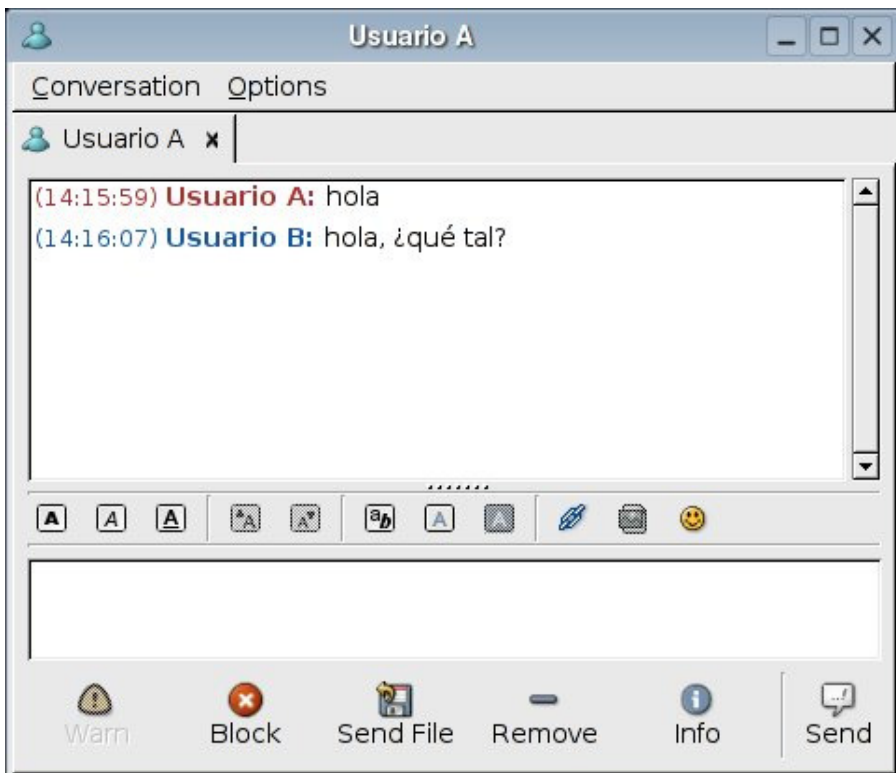 Usuario A
Conversation Options
Usuario A
(14:15:59) Usuario A: hola
(14:16:07) Usuario B: hola, ¿qué tal?
Warn Block Send File Remove Info Send